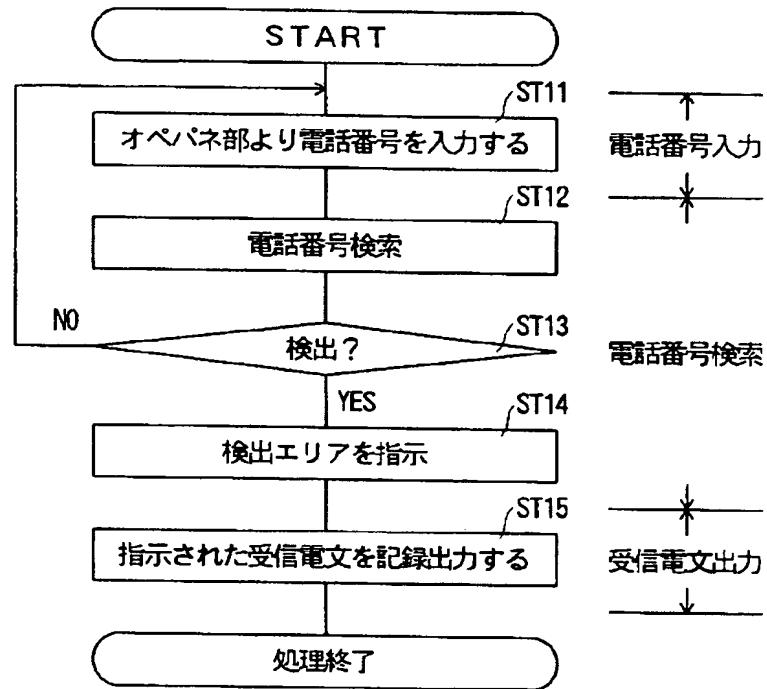 START
ST11
オペパネ部より電話番号を入力する
電話番号入力
ST12
電話番号検索
NO
ST13
検出?
電話番号検索
YES
ST14
検出エリアを指示
ST15
指示された受信電文を記録出力する
受信電文出力
処理終了